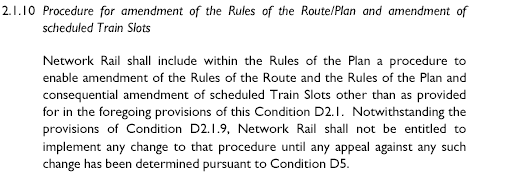 2.1.10 Procedure for amendment of the Rules of the Route/Plan and amendment of
scheduled Train Slots
Network Rail shall include within the Rules of the Plan a procedure to
enable amendment of the Rules of the Route and the Rules of the Plan and
consequential amendment of scheduled Train Slots other than as provided
for in the foregoing provisions of this Condition D2.1. Notwithstanding the
provisions of Condition D2.1.9, Network Rail shall not be entitled to
implement any change to that procedure until any appeal against any such
change has been determined pursuant to Condition D5.